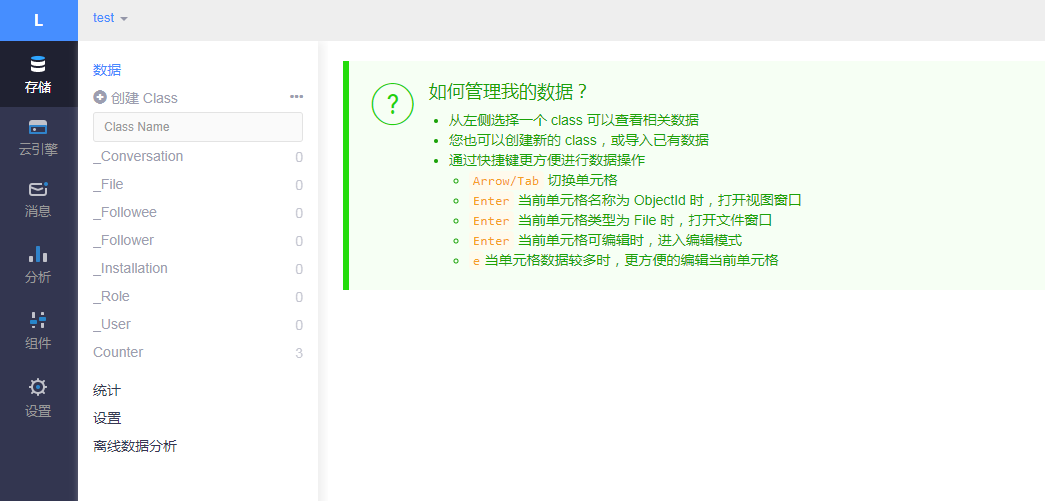 L
test
存储
云引擎
消息
分析
组件
设置
数据
创建 Class
Class Name
_Conversation 0
_File 0
_Followee 0
_Follower 0
_Installation 0
_Role 0
_User 0
Counter 3
统计
设置
离线数据分析
?
如何管理我的数据？
从左侧选择一个 class 可以查看相关数据
您也可以创建新的 class，或导入已有数据
通过快捷键更方便进行数据操作
Arrow/Tab 切换单元格
Enter 当前单元格名称为 ObjectId 时，打开视图窗口
Enter 当前单元格类型为 File 时，打开文件窗口
Enter 当前单元格可编辑时，进入编辑模式
e 当单元格数据较多时，更方便的编辑当前单元格